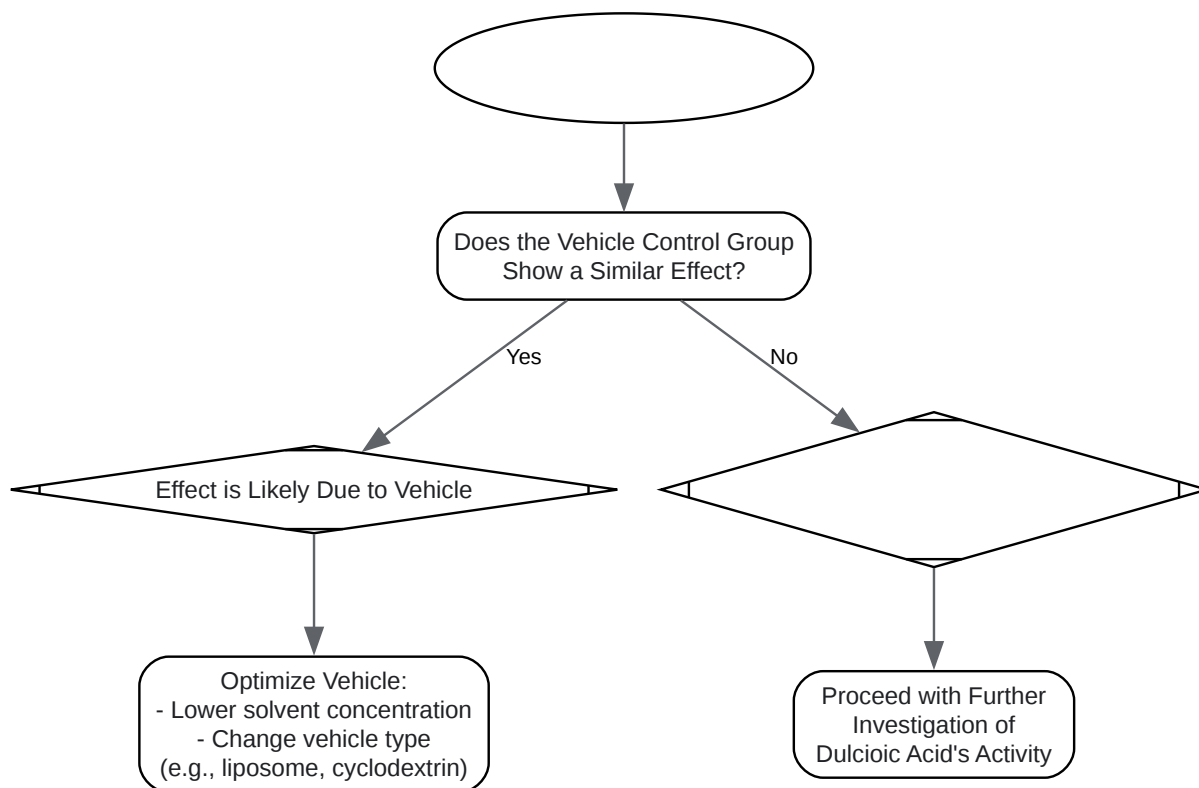 Does the Vehicle Control Group
Show a Similar Effect?
Yes
No
Effect is Likely Due to Vehicle
Optimize Vehicle:
- Lower solvent concentration
- Change vehicle type
(e.g., liposome, cyclodextrin)
Proceed with Further
Investigation of
Dulcioic Acid's Activity